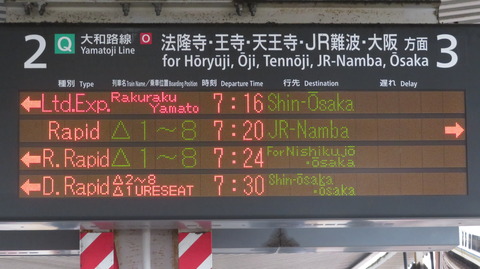 2 Q 大和路線 O 法隆寺・王寺・天王寺・JR難波・大阪 方面 3
Yamatoji Line for Hōryūji, Ōji, Tennōji, JR-Namba, Ōsaka
種別 Type 列車名 Train Name/乗車位置 Boarding Position 時刻 Departure Time 行先 Destination 遅れ Delay
←Ltd.Exp. Rakuraku Yamato 7:16 Shin-Ōsaka
Rapid △1~8 7:20 JR-Namba →
←R.Rapid △1~8 7:24 For Nishikujō・ōsaka
←D.Rapid △2~8 △1URESEAT 7:30 Shin-ōsaka・ōsaka